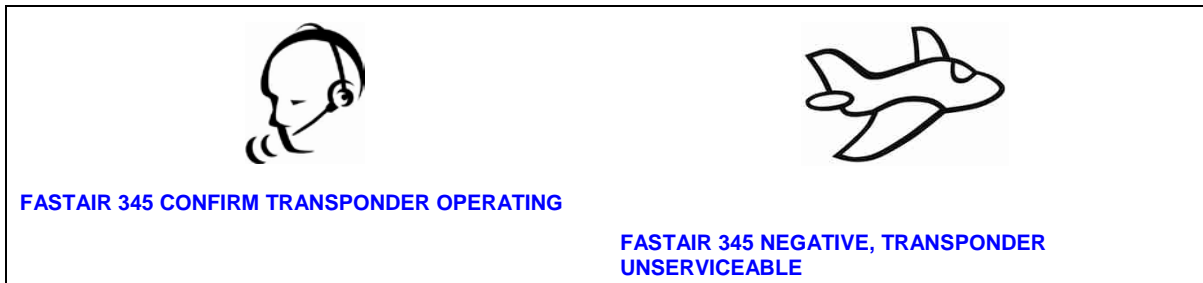 FASTAIR 345 CONFIRM TRANSPONDER OPERATING
FASTAIR 345 NEGATIVE, TRANSPONDER
UNSERVICEABLE